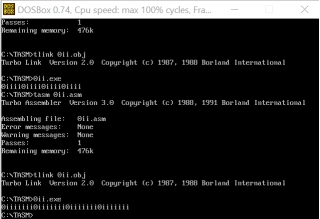 DOSBox 0.74, Cpu speed: max 100% cycles, Fra...
Passes: 1
Remaining memory: 476k
C:\TASM>tlink 0ii.obj
Turbo Link Version 2.0 Copyright (c) 1987, 1988 Borland International
C:\TASM>0ii.exe
0iiii0iiii0iiii0iiii
C:\TASM>tasm 0ii.asm
Turbo Assembler Version 3.0 Copyright (c) 1988, 1991 Borland International
Assembling file: 0ii.asm
Error messages: None
Warning messages: None
Passes: 1
Remaining memory: 476k
C:\TASM>tlink 0ii.obj
Turbo Link Version 2.0 Copyright (c) 1987, 1988 Borland International
C:\TASM>0ii.exe
0iiiiiii0iiiiiii0iiiiiii0iiiiiii
C:\TASM>